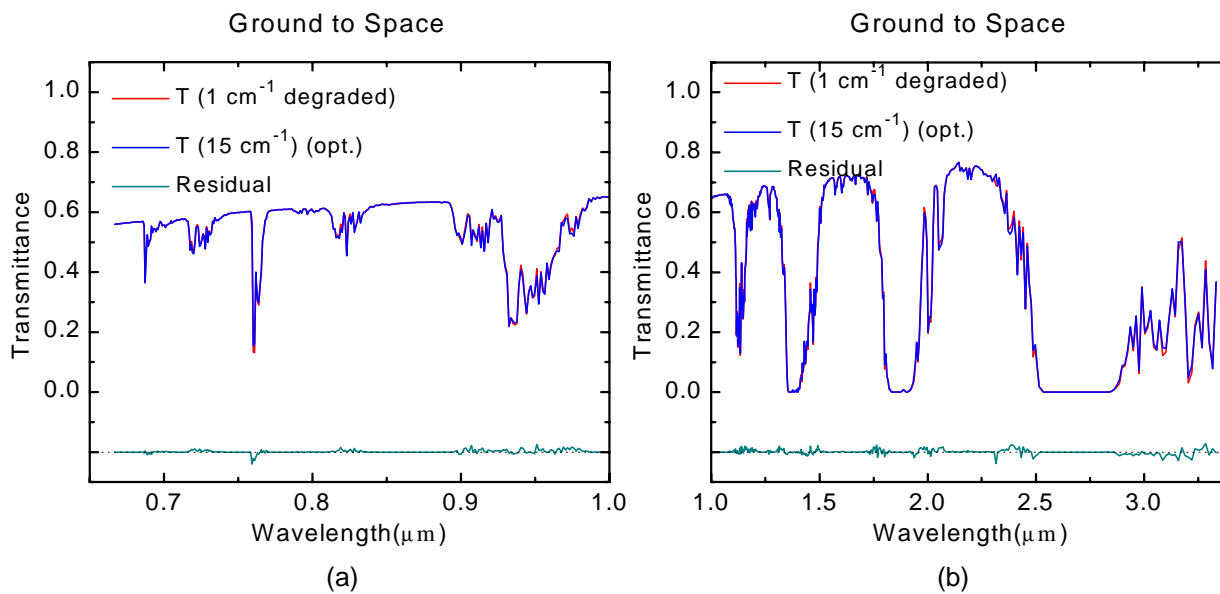 Ground to Space
1.0
0.8
0.6
0.4
0.2
0.0
Transmittance
T (1 cm⁻¹ degraded)
T (15 cm⁻¹) (opt.)
Residual
0.7 0.8 0.9 1.0
Wavelength(μm)
(a)
Ground to Space
1.0
0.8
0.6
0.4
0.2
0.0
Transmittance
T (1 cm⁻¹ degraded)
T (15 cm⁻¹) (opt.)
Residual
1.0 1.5 2.0 2.5 3.0
Wavelength(μm)
(b)